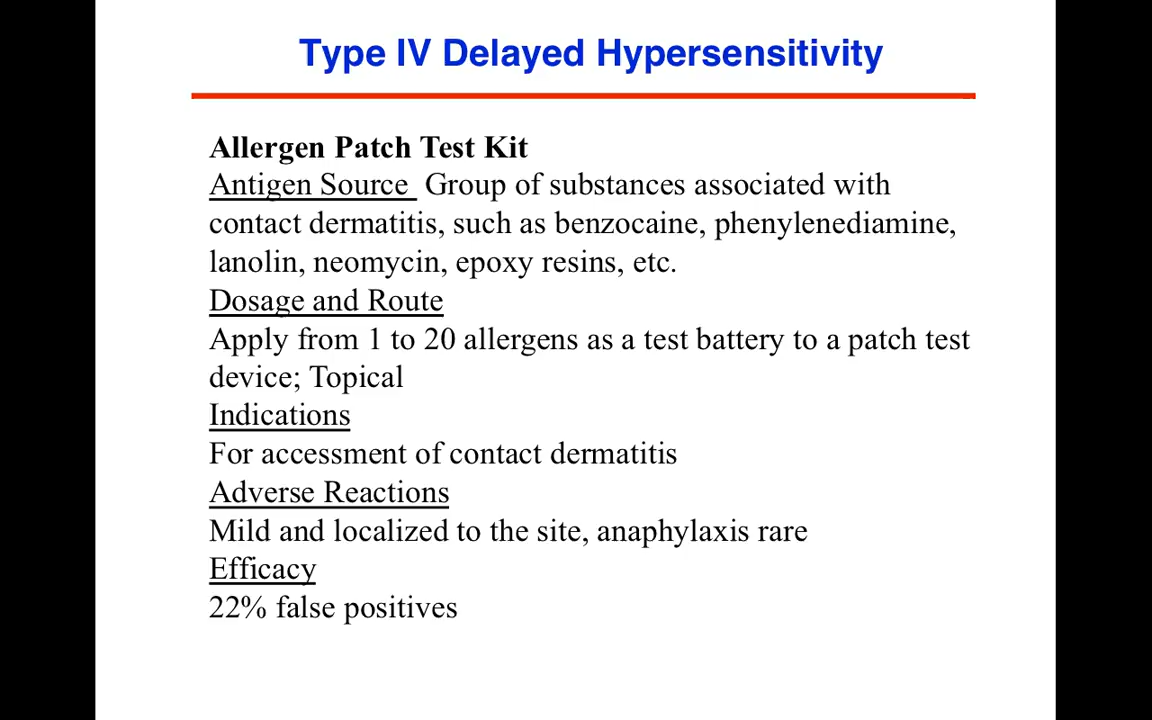 Type IV Delayed Hypersensitivity
Allergen Patch Test Kit
Antigen Source Group of substances associated with
contact dermatitis, such as benzocaine, phenylenediamine,
lanolin, neomycin, epoxy resins, etc.
Dosage and Route
Apply from 1 to 20 allergens as a test battery to a patch test
device; Topical
Indications
For accessment of contact dermatitis
Adverse Reactions
Mild and localized to the site, anaphylaxis rare
Efficacy
22% false positives